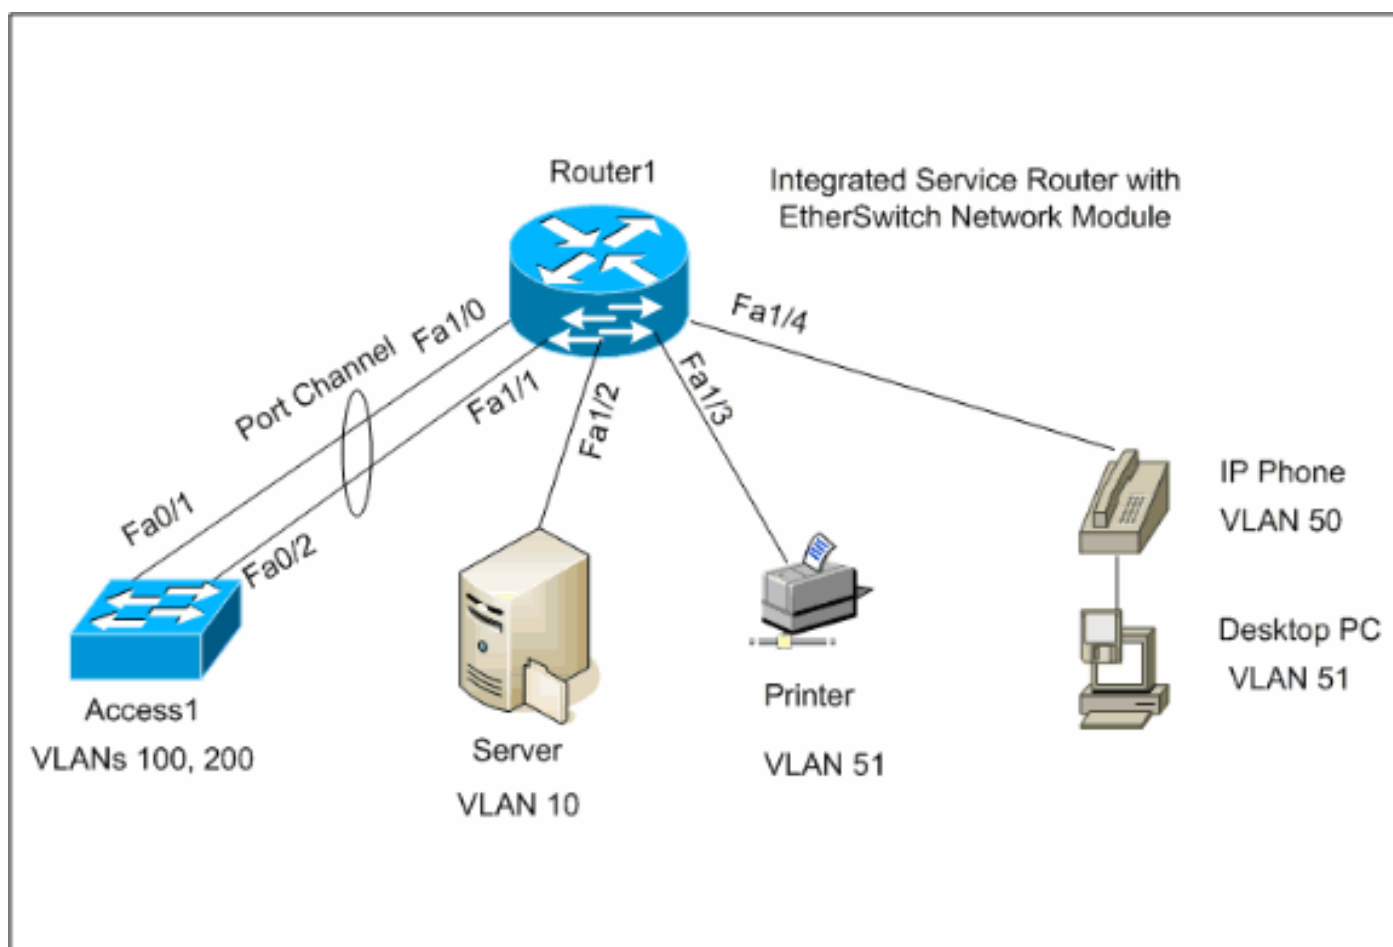 Router1
Integrated Service Router with
EtherSwitch Network Module
Port Channel
Fa1/0
Fa1/1
Fa1/2
Fa1/3
Fa1/4
Fa0/1
Fa0/2
IP Phone
VLAN 50
Desktop PC
VLAN 51
Access1
VLANs 100, 200
Server
VLAN 10
Printer
VLAN 51